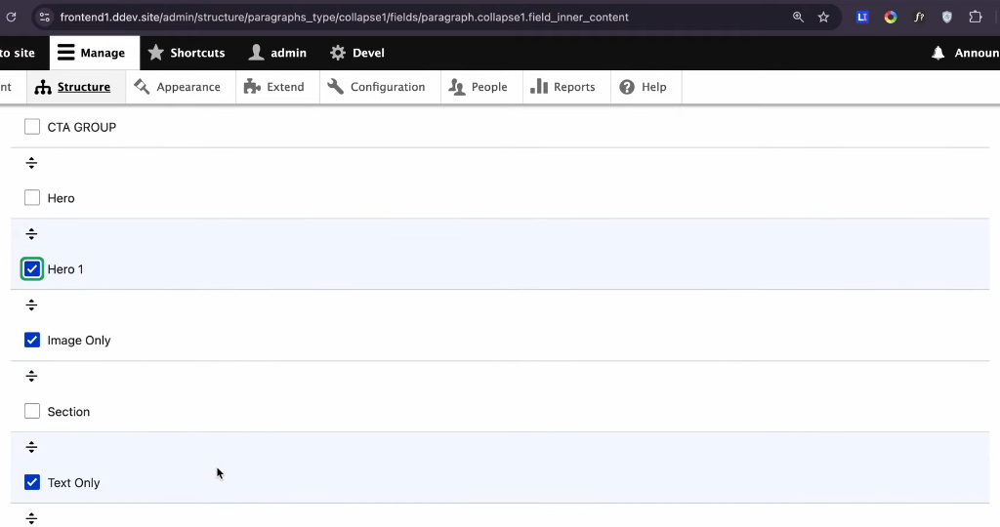 frontend1.ddev.site/admin/structure/paragraphs_type/collapse1/fields/paragraph.collapse1.field_inner_content
LT
f?
to site Manage Shortcuts admin Devel Announ
nt Structure Appearance Extend Configuration People Reports Help
CTA GROUP
Hero
Hero 1
Image Only
Section
Text Only